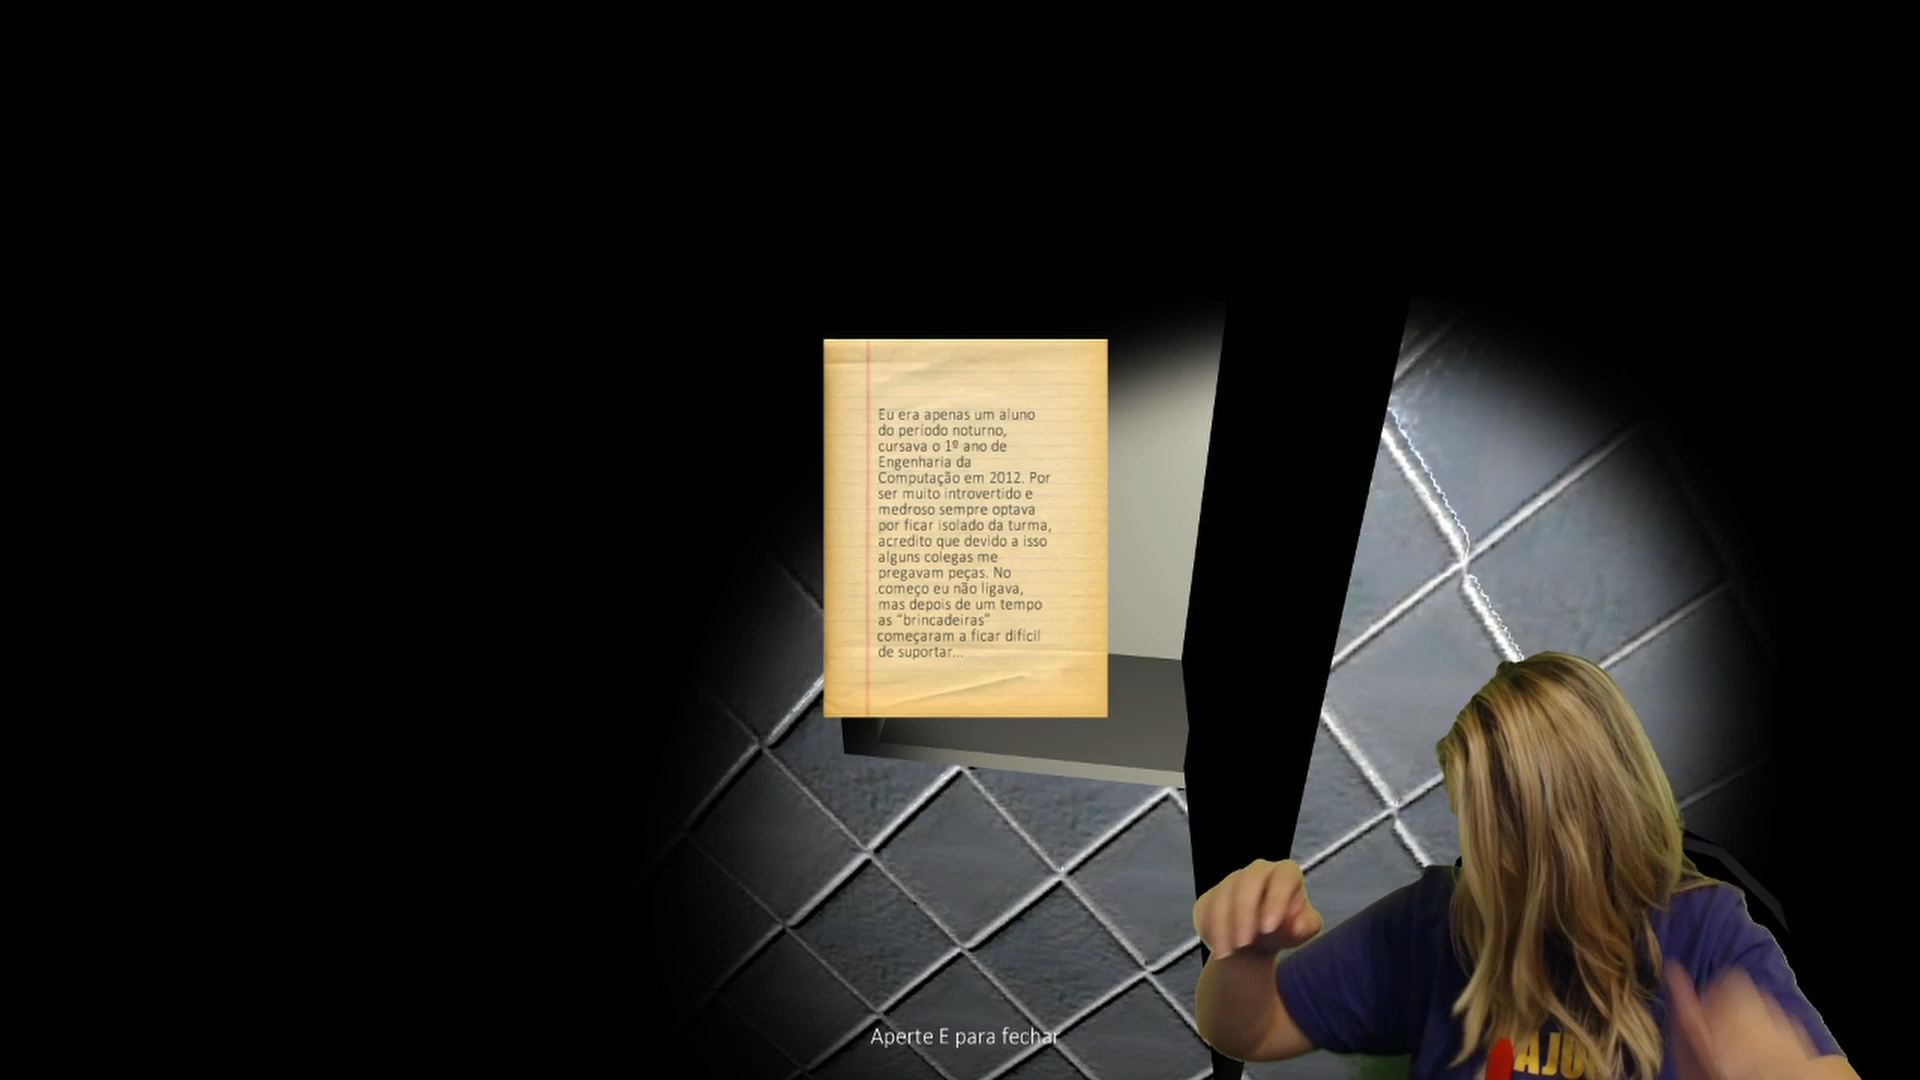 Eu era apenas um aluno
do período noturno,
cursava o 1º ano de
Engenharia da
Computação em 2012. Por
ser muito introvertido e
medroso sempre optava
por ficar isolado da turma,
acredito que devido a isso
alguns colegas me
pregavam peças. No
começo eu não ligava,
mas depois de um tempo
as "brincadeiras"
começaram a ficar difícil
de suportar...
Aperte E para fechar